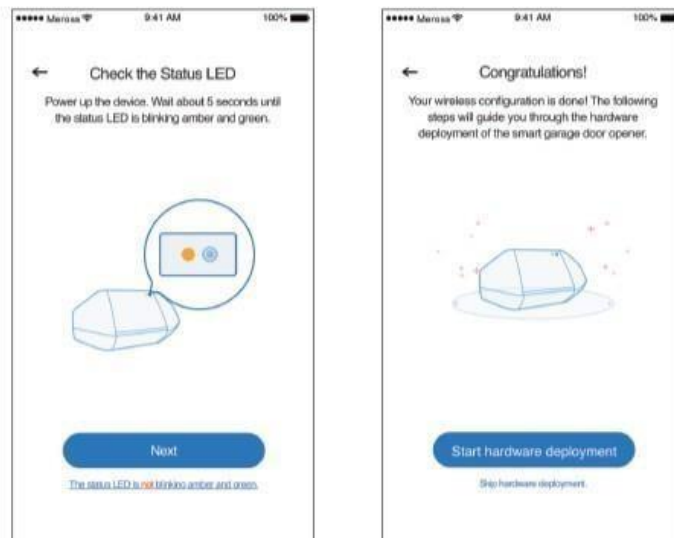 Meross 9:41 AM 100%
Check the Status LED
Power up the device. Wait about 5 seconds until
the status LED is blinking amber and green.
Next
The status LED is not blinking amber and green.
Meross 9:41 AM 100%
Congratulations!
Your wireless configuration is done! The following
steps will guide you through the hardware
deployment of the smart garage door opener.
Start hardware deployment
Skip hardware deployment.